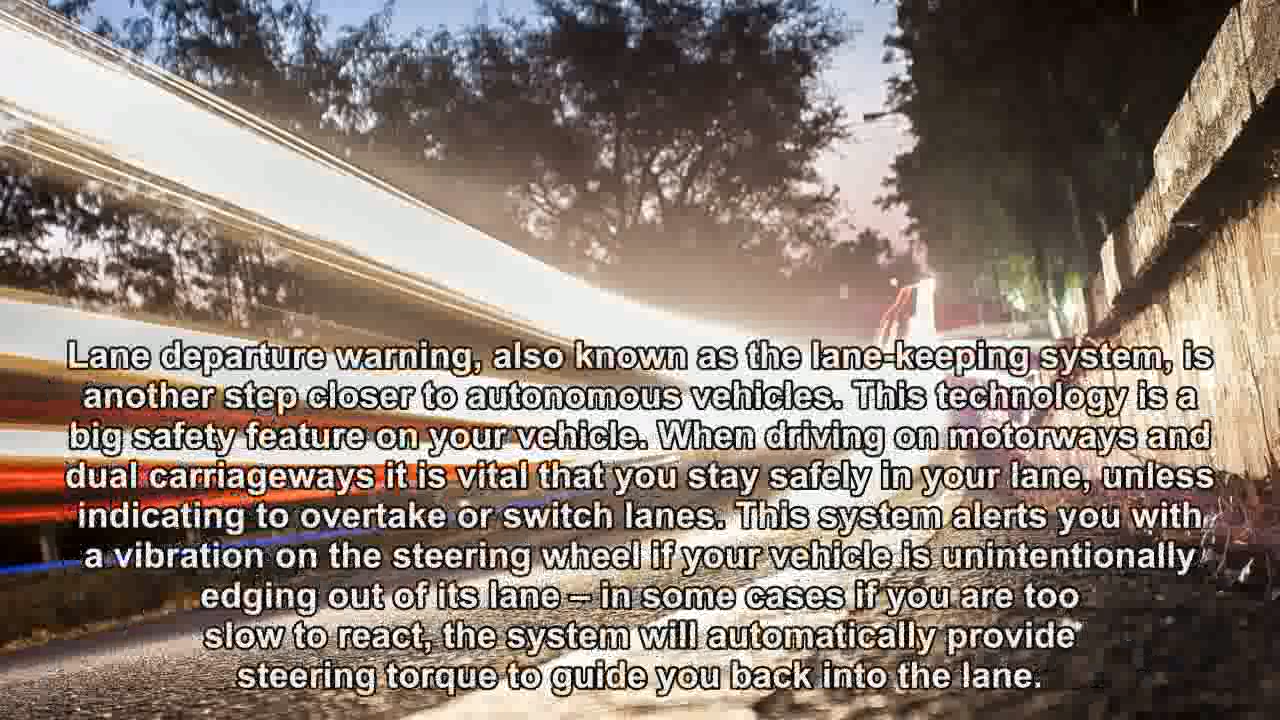 Lane departure warning, also known as the lane-keeping system, is
another step closer to autonomous vehicles. This technology is a
big safety feature on your vehicle. When driving on motorways and
dual carriageways it is vital that you stay safely in your lane, unless
indicating to overtake or switch lanes. This system alerts you with
a vibration on the steering wheel if your vehicle is unintentionally
edging out of its lane – in some cases if you are too
slow to react, the system will automatically provide
steering torque to guide you back into the lane.